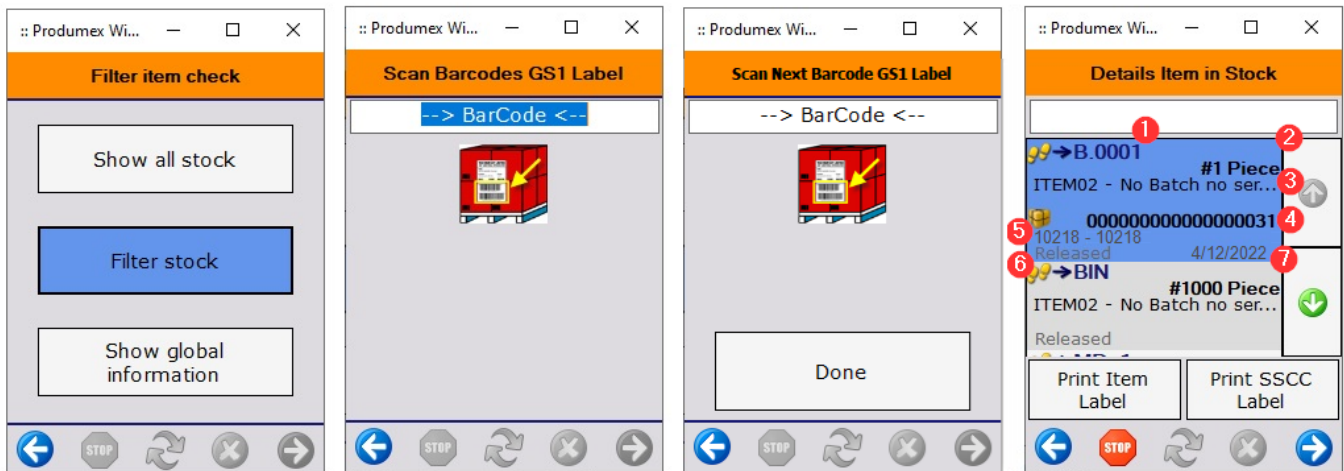 :: Produmex Wi...
Filter item check
Show all stock
Filter stock
Show global
information
STOP
:: Produmex Wi...
Scan Barcodes GS1 Label
--> BarCode <--
STOP
:: Produmex Wi...
Scan Next Barcode GS1 Label
--> BarCode <--
Done
STOP
:: Produmex Wi...
Details Item in Stock
1
2
B.0001
#1 Piece
3
ITEM02 - No Batch no ser...
000000000000000031
4
5
10218 - 10218
Released 4/12/2022
6
7
BIN
#1000 Piece
ITEM02 - No Batch no ser...
Released
Print Item
Label
Print SSCC
Label
STOP